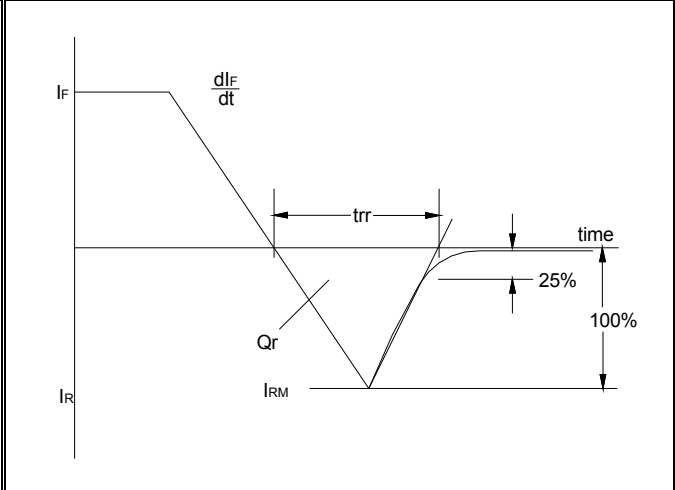 IF
dIF
dt
trr
time
25%
100%
Qr
IR
IRM